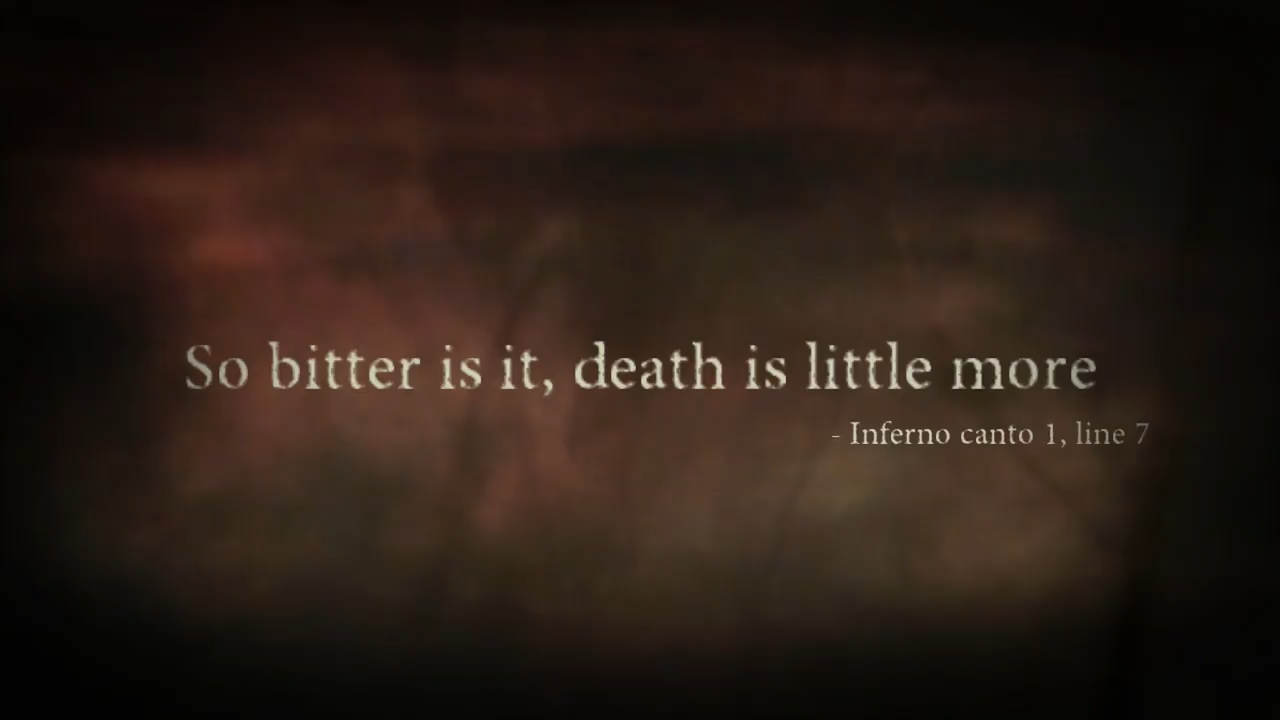 So bitter is it, death is little more
- Inferno canto 1, line 7